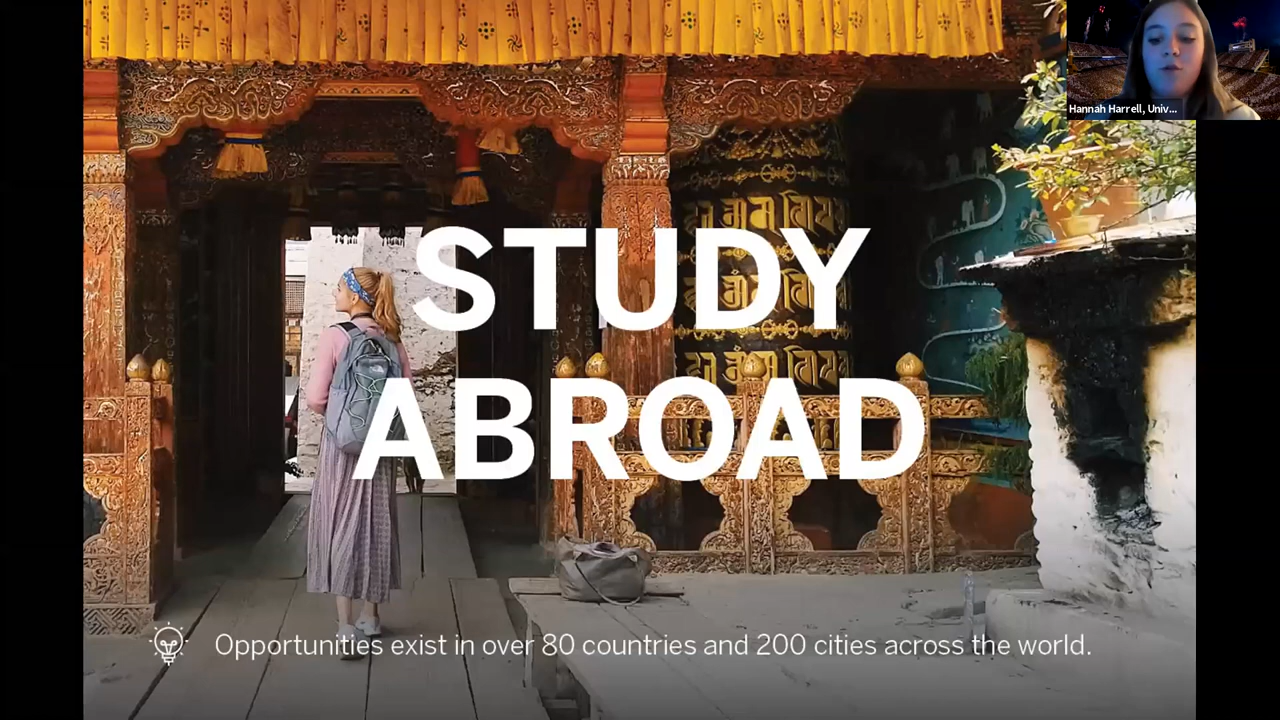 Hannah Harrell, Univ...
STUDY
ABROAD
Opportunities exist in over 80 countries and 200 cities across the world.